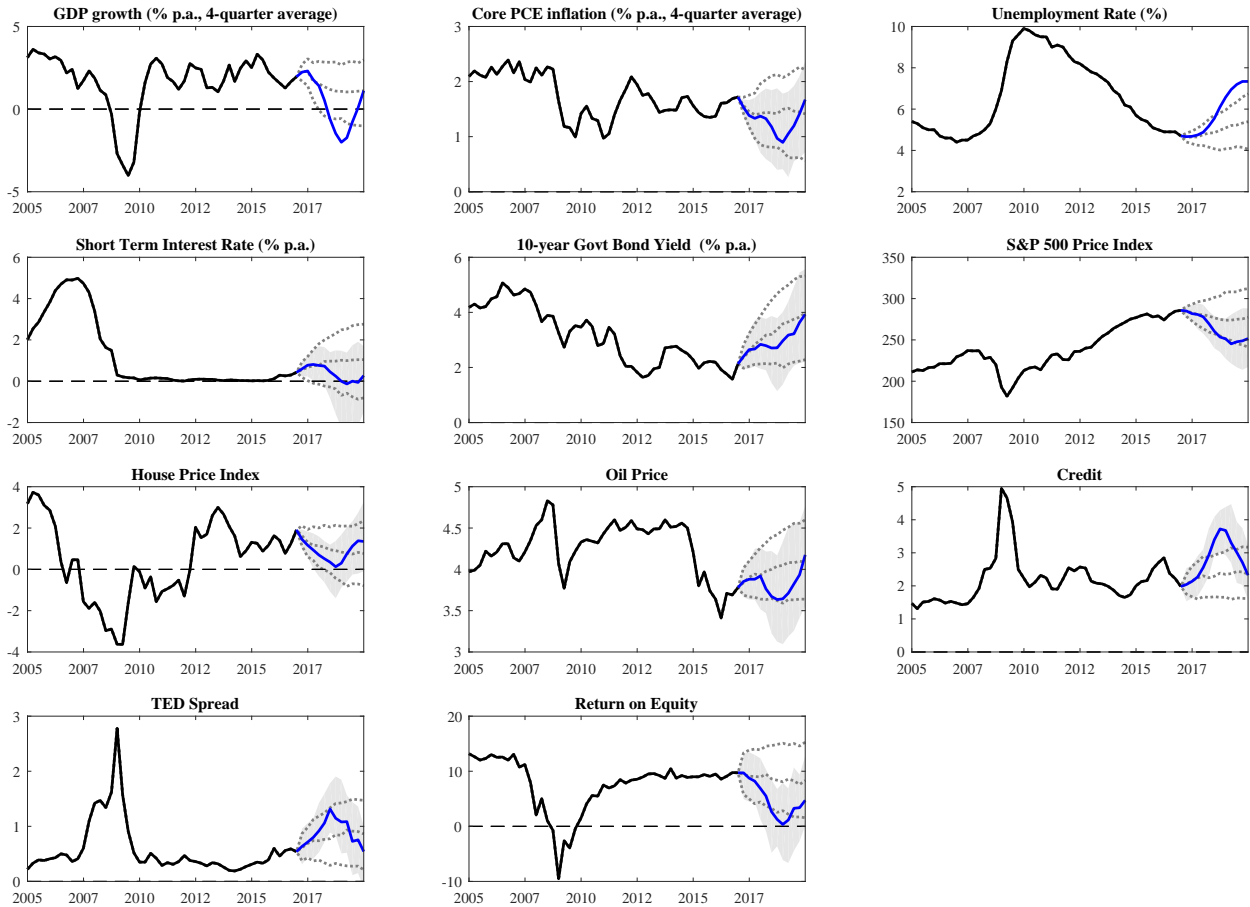 GDP growth (% p.a., 4-quarter average)
5
0
-5
2005 2007 2010 2012 2015 2017
Core PCE inflation (% p.a., 4-quarter average)
3
2
1
0
2005 2007 2010 2012 2015 2017
Unemployment Rate (%)
10
8
6
4
2
2005 2007 2010 2012 2015 2017
Short Term Interest Rate (% p.a.)
6
4
2
0
-2
2005 2007 2010 2012 2015 2017
10-year Govt Bond Yield (% p.a.)
6
4
2
0
2005 2007 2010 2012 2015 2017
S&P 500 Price Index
350
300
250
200
150
2005 2007 2010 2012 2015 2017
House Price Index
4
2
0
-2
-4
2005 2007 2010 2012 2015 2017
Oil Price
5
4.5
4
3.5
3
2005 2007 2010 2012 2015 2017
Credit
5
4
3
2
1
0
2005 2007 2010 2012 2015 2017
TED Spread
3
2
1
0
2005 2007 2010 2012 2015 2017
Return on Equity
20
10
0
-10
2005 2007 2010 2012 2015 2017